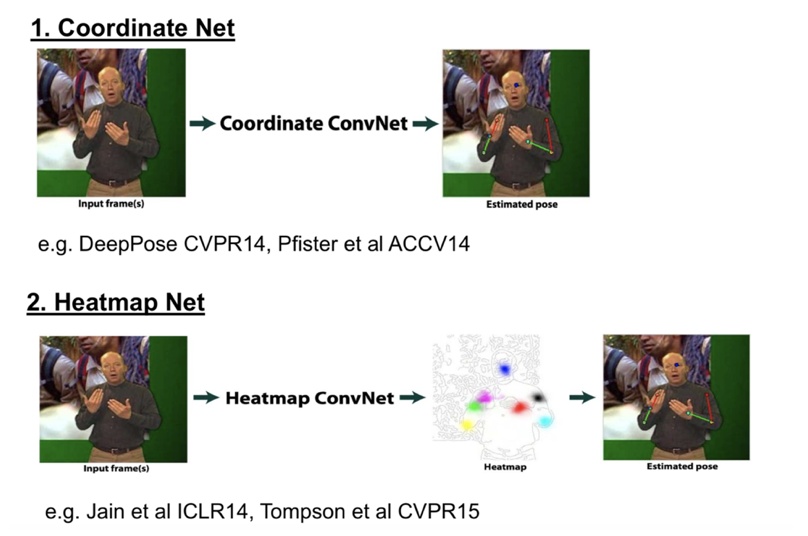 1. Coordinate Net
Coordinate ConvNet
Input frame(s)
Estimated pose
e.g. DeepPose CVPR14, Pfister et al ACCV14
2. Heatmap Net
Heatmap ConvNet
Input frame(s)
Heatmap
Estimated pose
e.g. Jain et al ICLR14, Tompson et al CVPR15